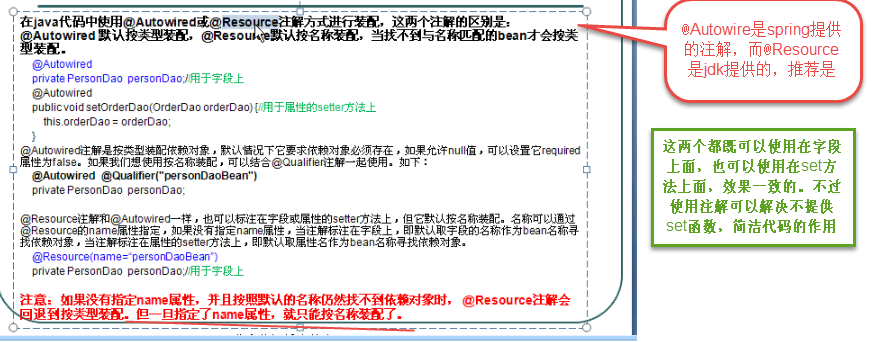 在java代码中使用@Autowired或@Resource注解方式进行装配，这两个注解的区别是：
@Autowired 默认按类型装配，@Resource默认按名称装配，当找不到与名称匹配的bean才会按类
型装配。
@Autowired
private PersonDao personDao;//用于字段上
@Autowired
public void setOrderDao(OrderDao orderDao) {//用于属性的setter方法上
this.orderDao = orderDao;
}
@Autowired注解是按类型装配依赖对象，默认情况下它要求依赖对象必须存在，如果允许null值，可以设置它required
属性为false。如果我们想使用按名称装配，可以结合@Qualifier注解一起使用。如下：
@Autowired @Qualifier("personDaoBean")
private PersonDao personDao;
@Resource注解和@Autowired一样，也可以标注在字段或属性的setter方法上，但它默认按名称装配。名称可以通过
@Resource的name属性指定，如果没有指定name属性，当注解标注在字段上，即默认取字段的名称作为bean名称寻
找依赖对象，当注解标注在属性的setter方法上，即默认取属性名作为bean名称寻找依赖对象。
@Resource(name=“personDaoBean”)
private PersonDao personDao;//用于字段上
注意：如果没有指定name属性，并且按照默认的名称仍然找不到依赖对象时， @Resource注解会
回退到按类型装配。但一旦指定了name属性，就只能按名称装配了。
@Autowire是spring提供
的注解，而@Resource
是jdk提供的，推荐是
这两个都既可以使用在字段
上面，也可以使用在set方
法上面，效果一致的。不过
使用注解可以解决不提供
set函数，简洁代码的作用